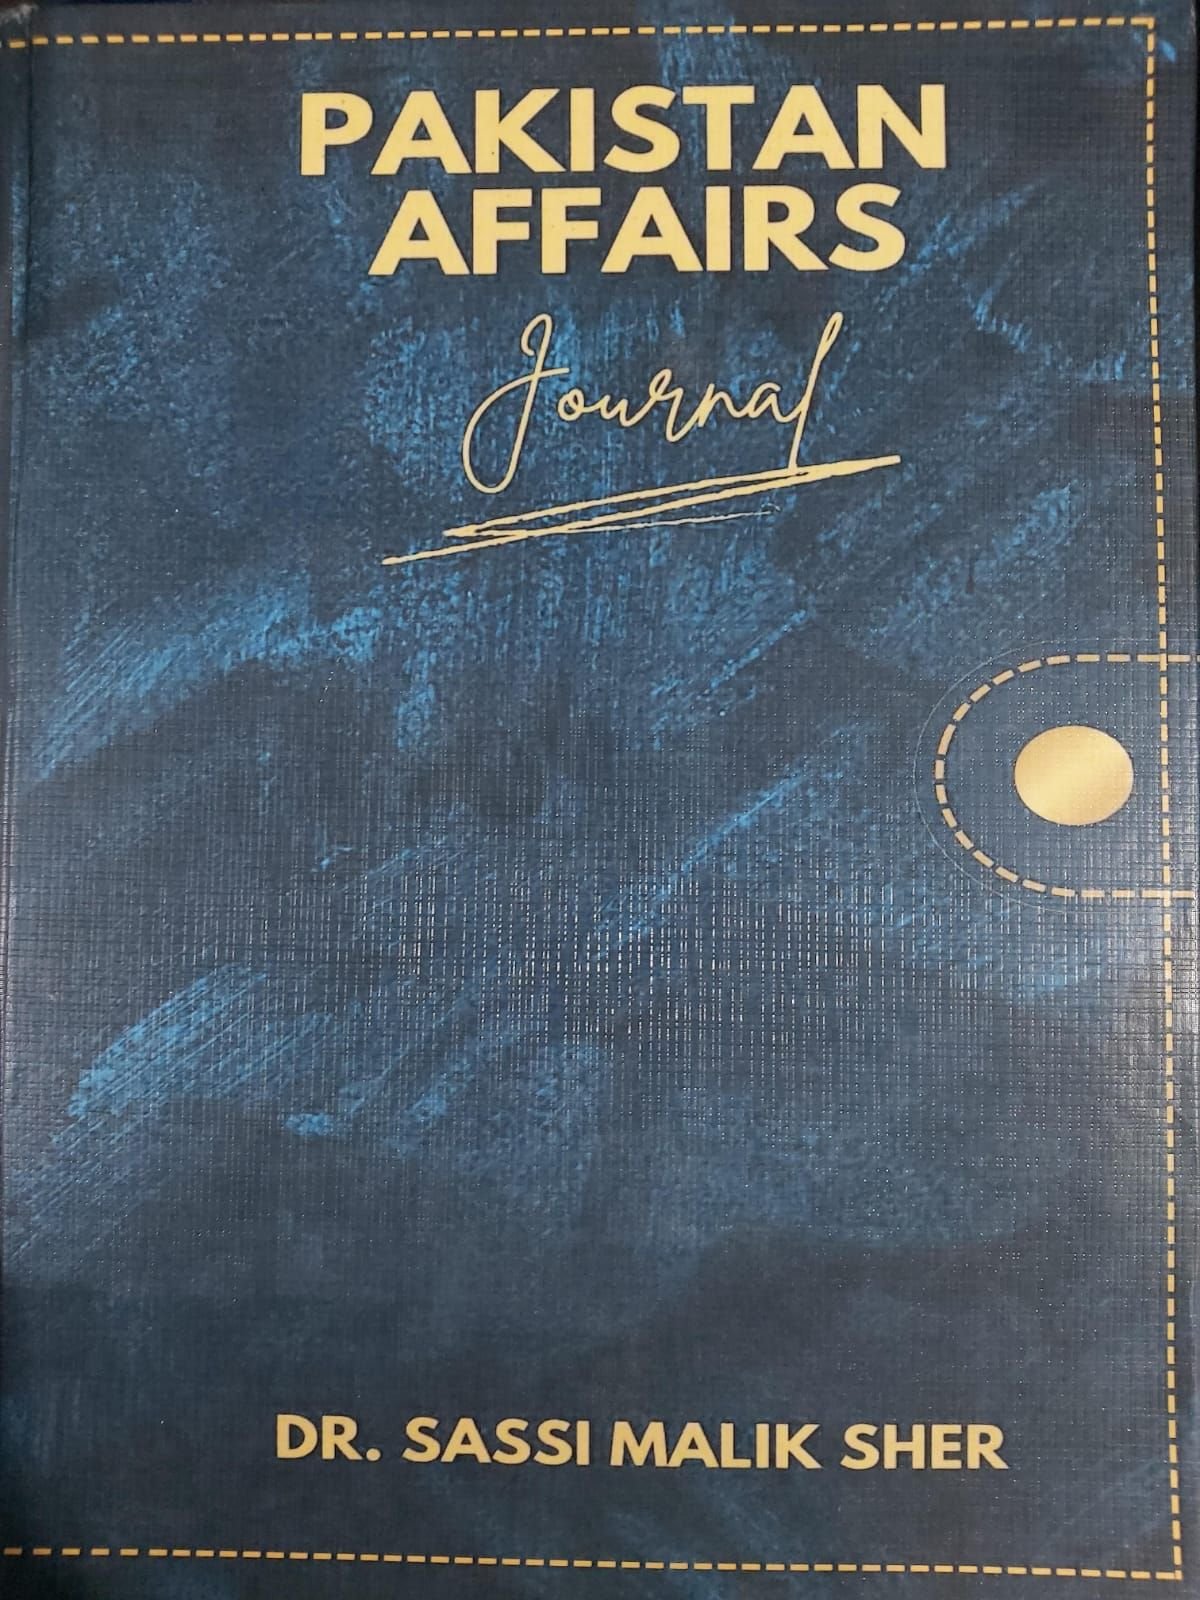 PAKISTAN
AFFAIRS
Journal
DR. SASSI MALIK SHER